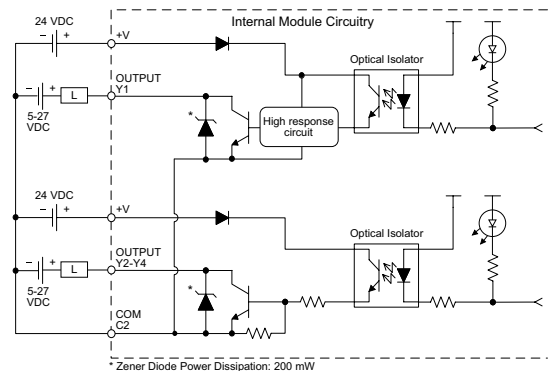 Internal Module Circuitry
24 VDC
− +
+V
Optical Isolator
OUTPUT
Y1
− +
L
5-27
VDC
*
High response
circuit
24 VDC
− +
+V
Optical Isolator
OUTPUT
Y2-Y4
− +
L
5-27
VDC
*
COM
C2
* Zener Diode Power Dissipation: 200 mW